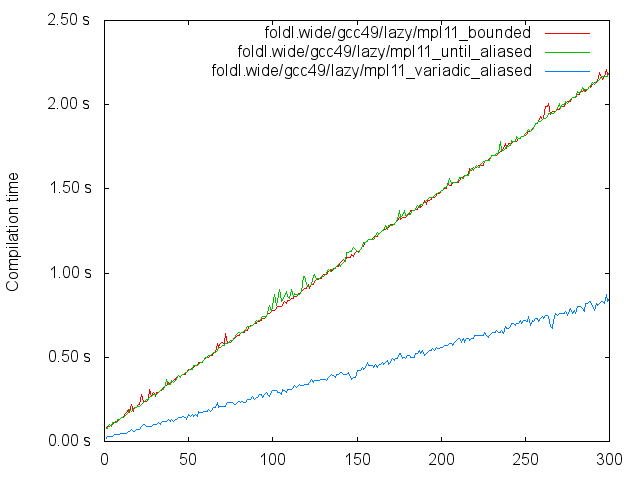 2.50 s
foldl.wide/gcc49/lazy/mpl11_bounded
foldl.wide/gcc49/lazy/mpl11_until_aliased
foldl.wide/gcc49/lazy/mpl11_variadic_aliased
2.00 s
1.50 s
1.00 s
0.50 s
0.00 s
Compilation time
0 50 100 150 200 250 300